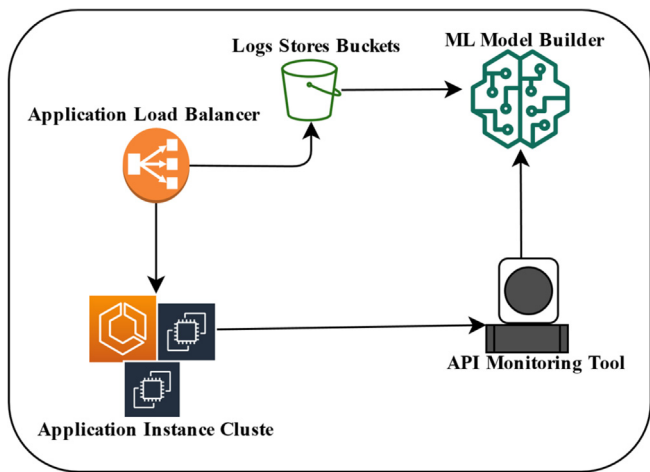 Logs Stores Buckets
ML Model Builder
Application Load Balancer
API Monitoring Tool
Application Instance Cluste